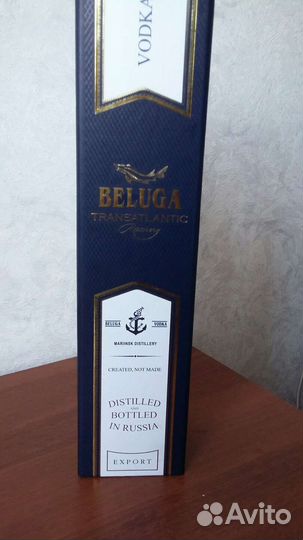 VODKA
BELUGA
TRANSATLANTIC
Racing
BELUGA VODKA
MARIINSK DISTILLERY
CREATED, NOT MADE
DISTILLED
AND
BOTTLED
IN RUSSIA
EXPORT
Avito